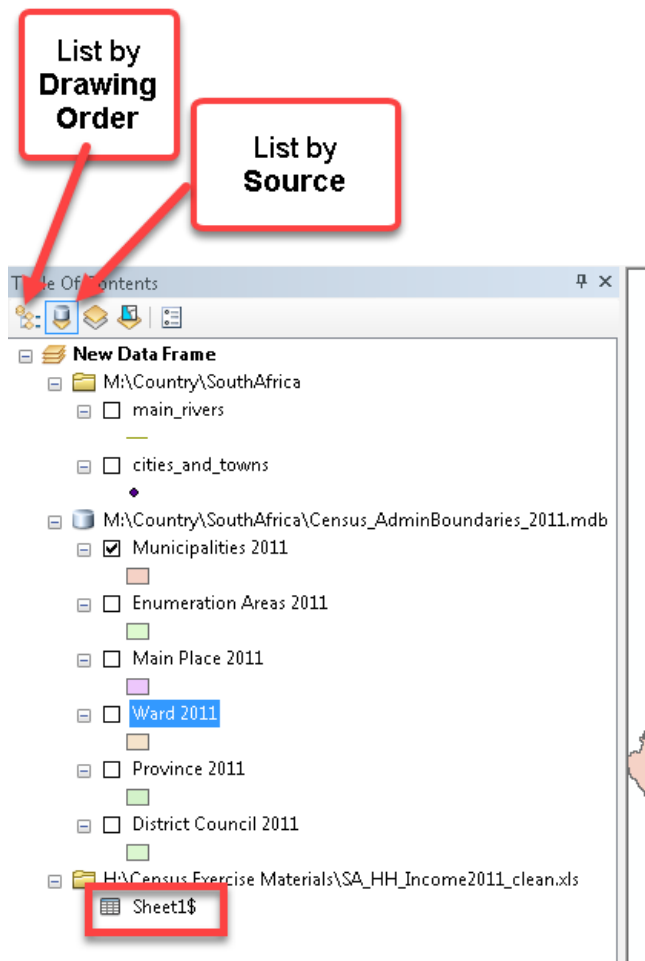 List by
Drawing
Order
List by
Source
Table Of Contents
New Data Frame
M:\Country\SouthAfrica
main_rivers
cities_and_towns
M:\Country\SouthAfrica\Census_AdminBoundaries_2011.mdb
Municipalities 2011
Enumeration Areas 2011
Main Place 2011
Ward 2011
Province 2011
District Council 2011
H:\Census Exercise Materials\SA_HH_Income2011_clean.xls
Sheet1$